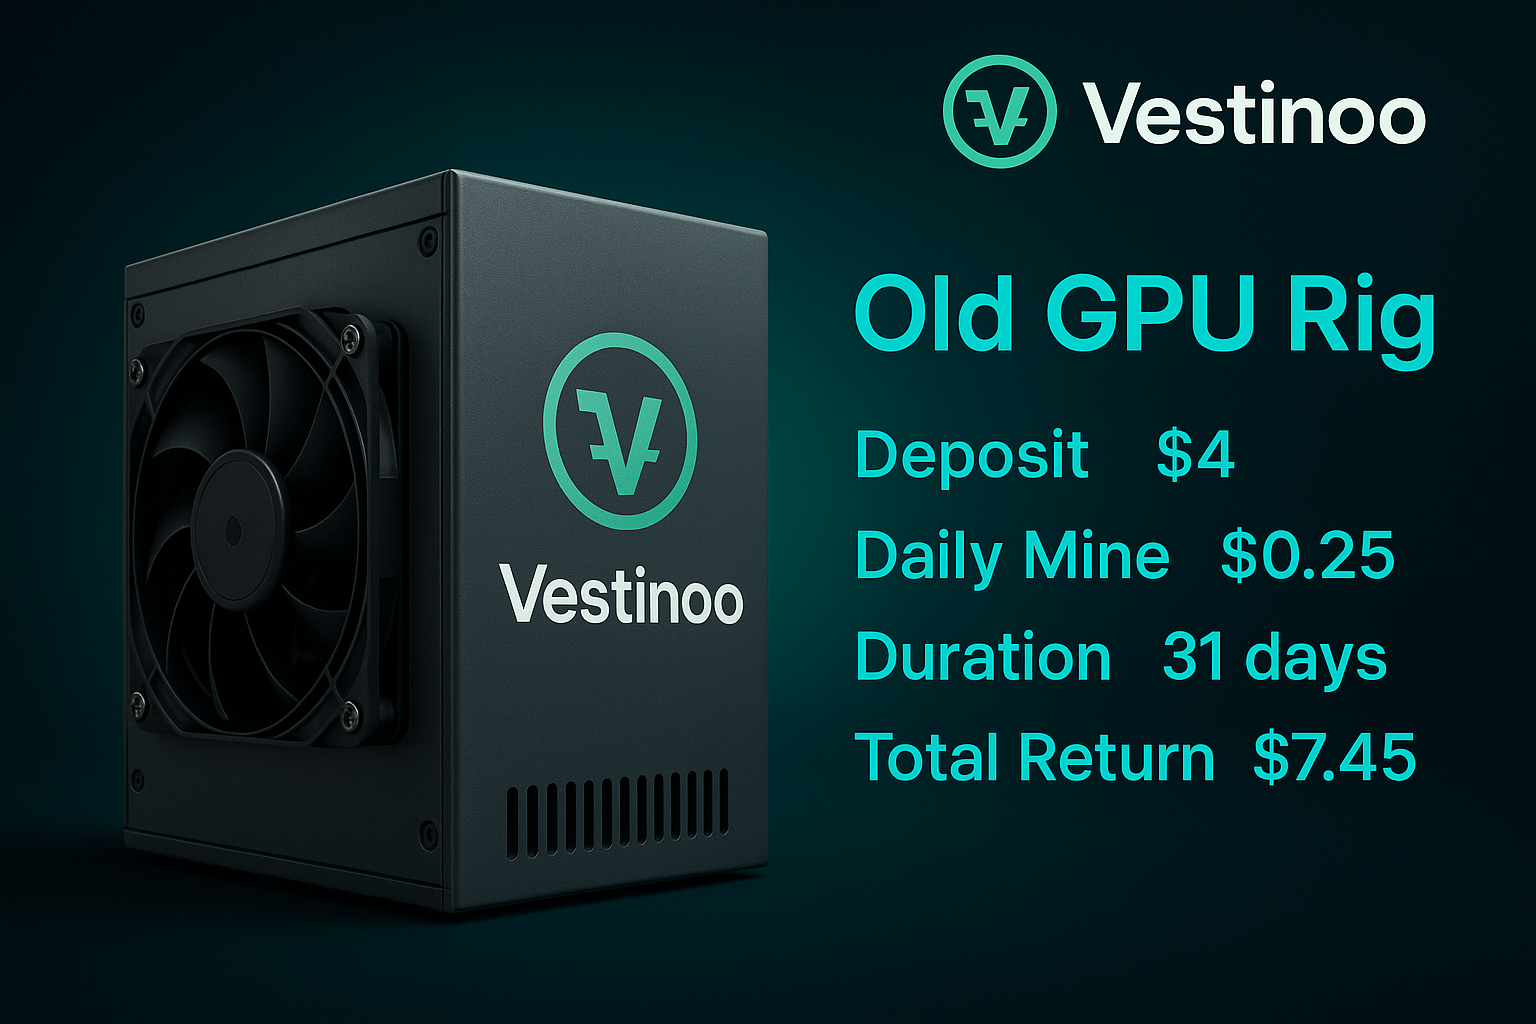 Vestinoo
Old GPU Rig
Deposit $4
Daily Mine $0.25
Duration 31 days
Total Return $7.45
Vestinoo